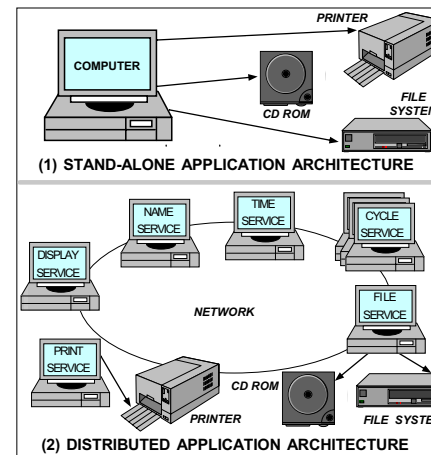 PRINTER
COMPUTER
CD ROM
FILE
SYSTEM
(1) STAND-ALONE APPLICATION ARCHITECTURE
TIME
SERVICE
NAME
SERVICE
CYCLE
SERVICE
DISPLAY
SERVICE
FILE
SERVICE
NETWORK
PRINT
SERVICE
CD ROM
PRINTER
FILE SYSTE
(2) DISTRIBUTED APPLICATION ARCHITECTURE